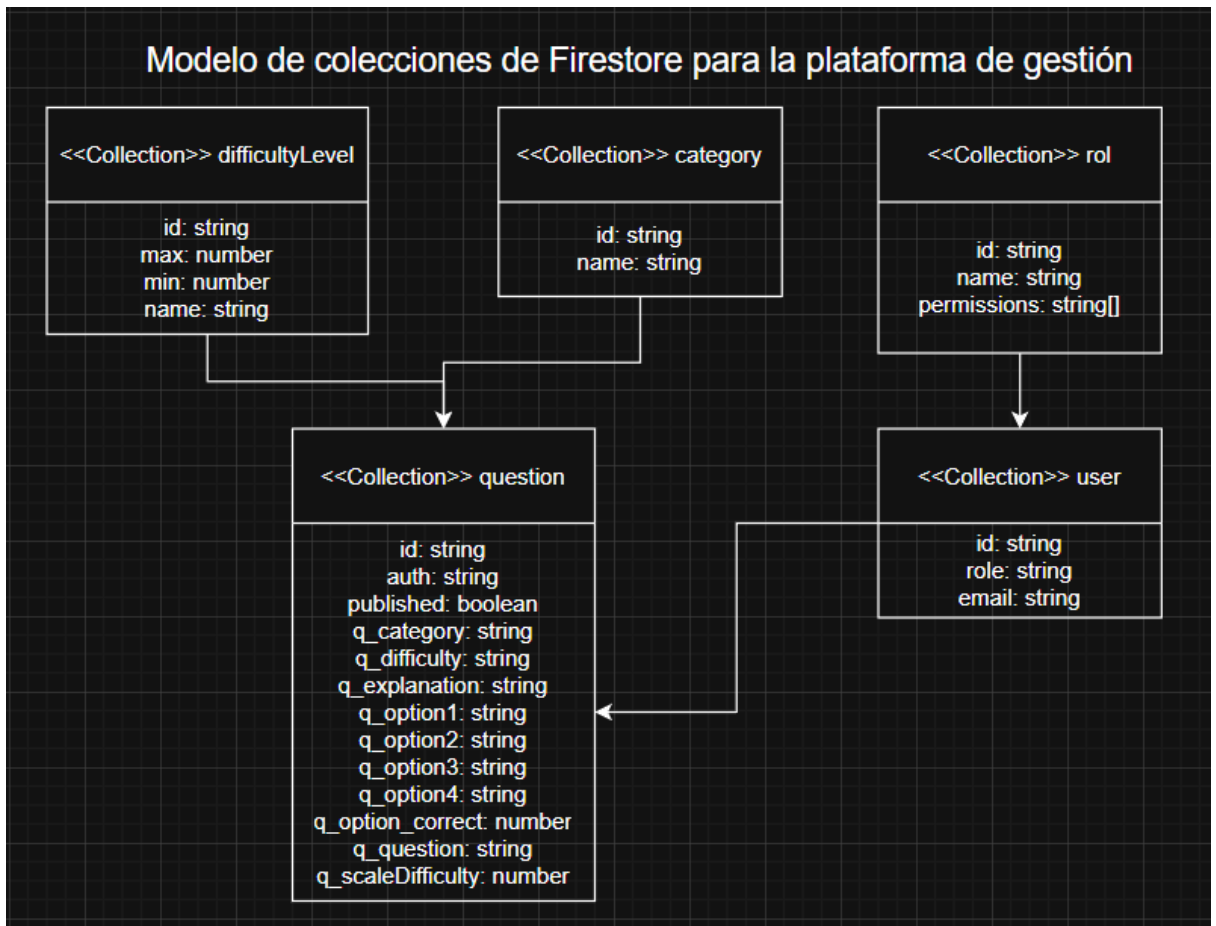 Modelo de colecciones de Firestore para la plataforma de gestión
<<Collection>> difficultyLevel
id: string
max: number
min: number
name: string
<<Collection>> category
id: string
name: string
<<Collection>> rol
id: string
name: string
permissions: string[]
<<Collection>> question
id: string
auth: string
published: boolean
q_category: string
q_difficulty: string
q_explanation: string
q_option1: string
q_option2: string
q_option3: string
q_option4: string
q_option_correct: number
q_question: string
q_scaleDifficulty: number
<<Collection>> user
id: string
role: string
email: string